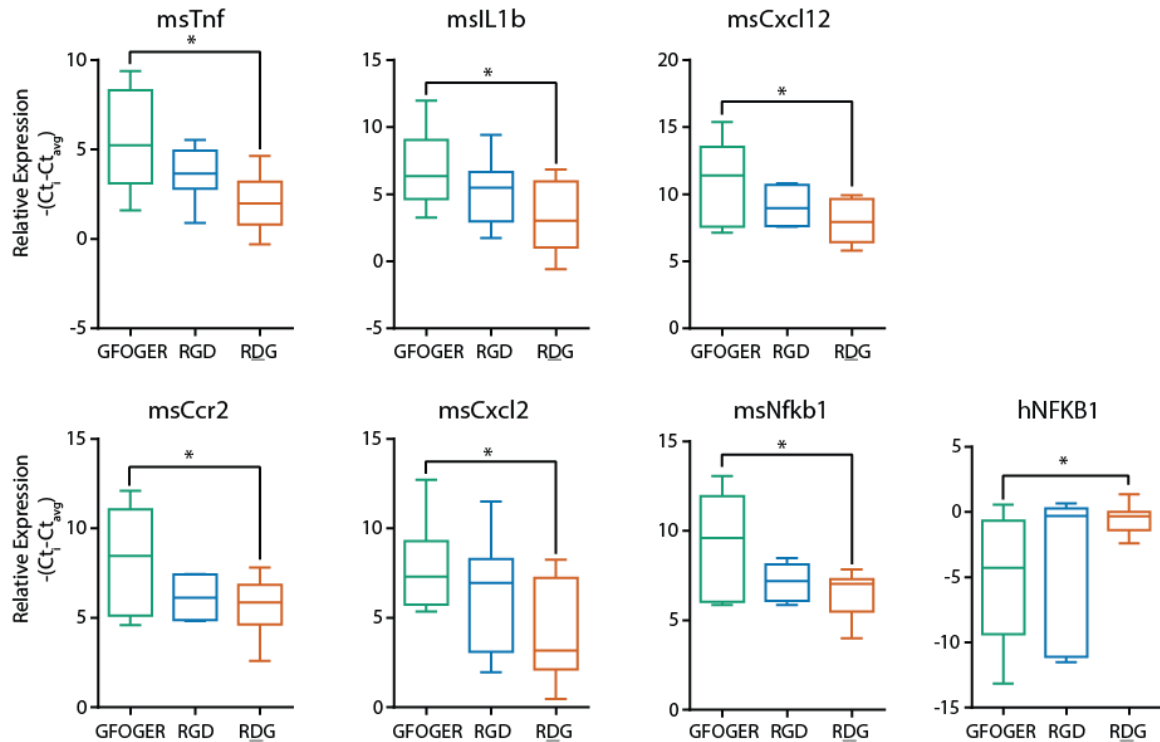 msTnf
msIL1b
msCxcl12
Relative Expression
-(Ctᵢ-Ctavg)
10
5
0
-5
*
GFOGER RGD RDG
15
10
5
0
-5
*
GFOGER RGD RDG
20
15
10
5
0
*
GFOGER RGD RDG
msCcr2
msCxcl2
msNfkb1
hNFKB1
Relative Expression
-(Ctᵢ-Ctavg)
15
10
5
0
*
GFOGER RGD RDG
15
10
5
0
*
GFOGER RGD RDG
15
10
5
0
*
GFOGER RGD RDG
5
0
-5
-10
-15
*
GFOGER RGD RDG